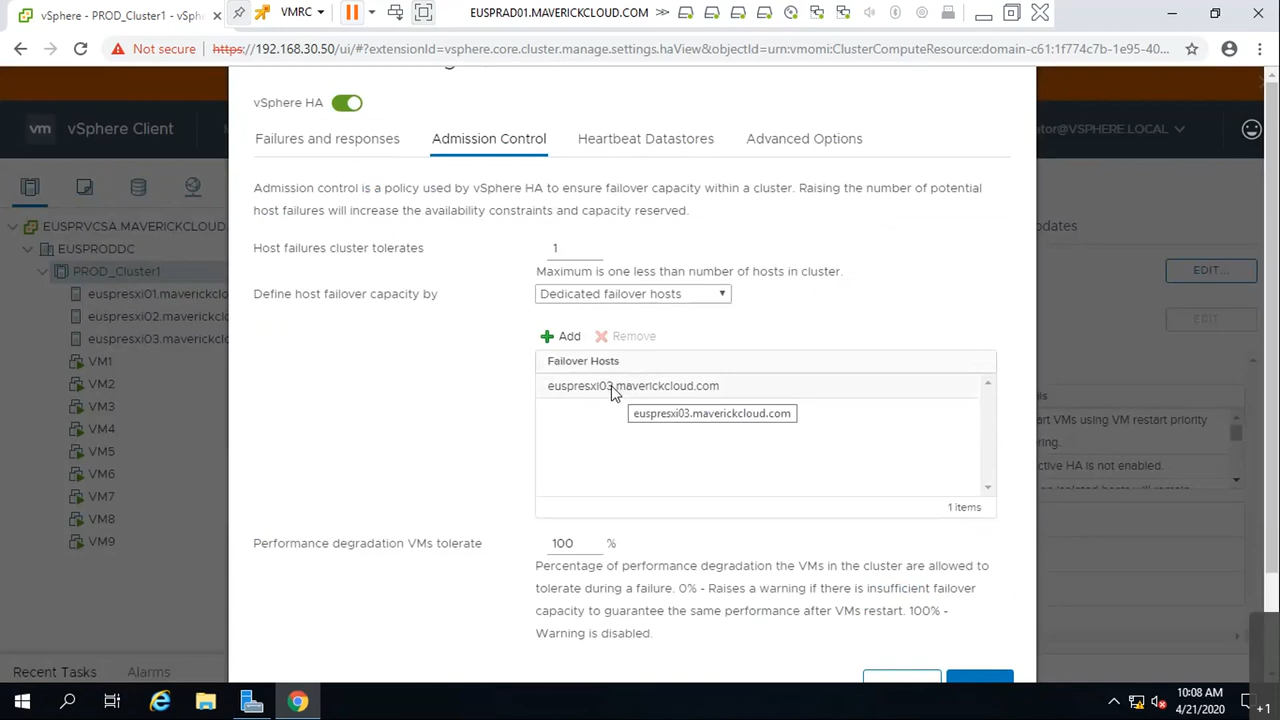 vSphere - PROD_Cluster1 - vSphe
VMRC
EUSPRAD01.MAVERICKCLOUD.COM
Not secure
https://192.168.30.50/ui/#?extensionId=vsphere.core.cluster.manage.settings.haView&objectId=urn:vmomi:ClusterComputeResource:domain-c61:1f774c7b-1e95-40...
vm vSphere Client
ator@VSPHERE.LOCAL
vSphere HA
Failures and responses
Admission Control
Heartbeat Datastores
Advanced Options
Admission control is a policy used by vSphere HA to ensure failover capacity within a cluster. Raising the number of potential
host failures will increase the availability constraints and capacity reserved.
Host failures cluster tolerates
1
Maximum is one less than number of hosts in cluster.
Define host failover capacity by
Dedicated failover hosts
Add
Remove
Failover Hosts
euspresxi03.maverickcloud.com
euspresxi03.maverickcloud.com
1 items
Performance degradation VMs tolerate
100 %
Percentage of performance degradation the VMs in the cluster are allowed to
tolerate during a failure. 0% - Raises a warning if there is insufficient failover
capacity to guarantee the same performance after VMs restart. 100% -
Warning is disabled.
EUSPRVCSA.MAVERICKCLOUD.
EUSPRODDC
PROD_Cluster1
euspresxi01.maverickclo
euspresxi02.maverickclo
euspresxi03.maverickclo
VM1
VM2
VM3
VM4
VM5
VM6
VM7
VM8
VM9
pdates
EDIT...
EDIT
ls
art VMs using VM restart priority
ering.
ctive HA is not enabled.
Recent Tasks
Alarms
10:08 AM
4/21/2020
+1